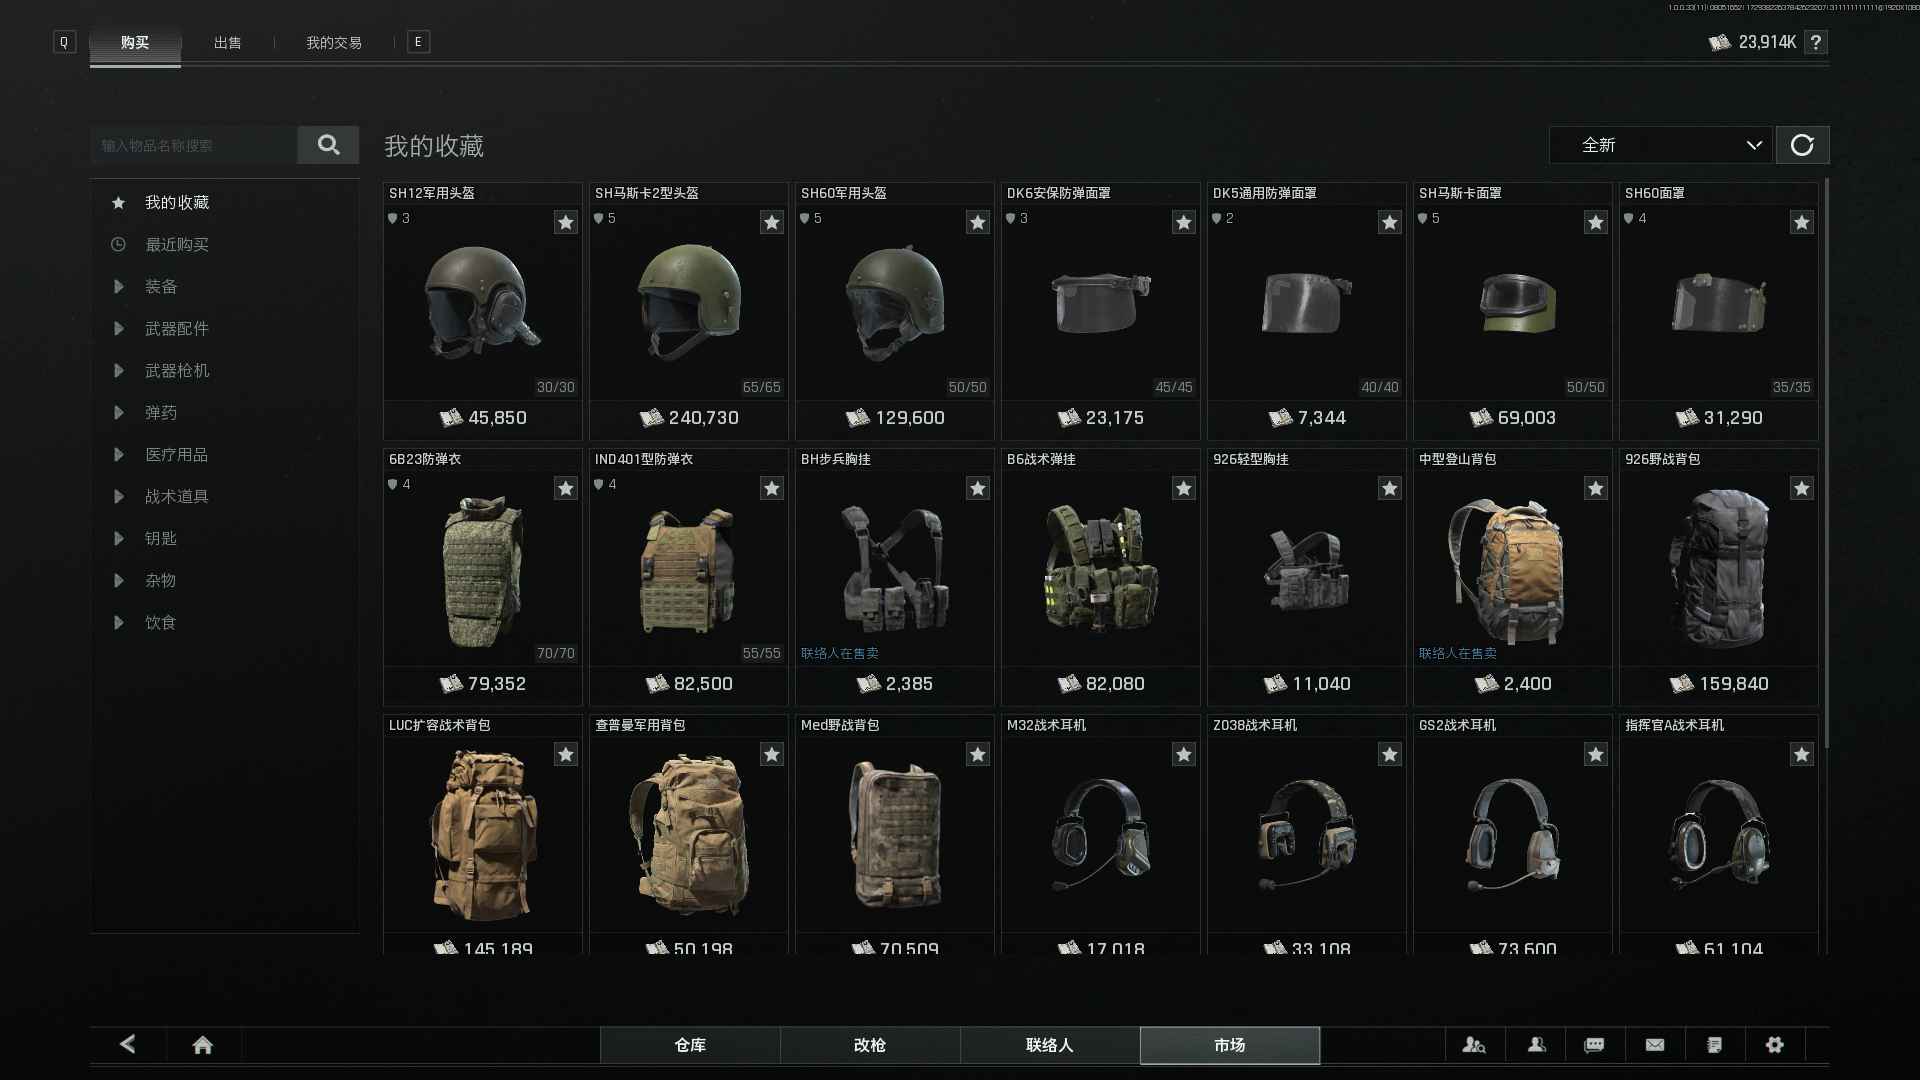 Q
购买
出售
我的交易
E
23,914K
?
输入物品名称搜索
我的收藏
全新
我的收藏
最近购买
装备
武器配件
武器枪机
弹药
医疗用品
战术道具
钥匙
杂物
饮食
SH12军用头盔
3
30/30
45,850
SH马斯卡2型头盔
5
65/65
240,730
SH60军用头盔
5
50/50
129,600
DK6安保防弹面罩
3
45/45
23,175
DK5通用防弹面罩
2
40/40
7,344
SH马斯卡面罩
5
50/50
69,003
SH60面罩
4
35/35
31,290
6B23防弹衣
4
70/70
79,352
IND401型防弹衣
4
55/55
82,500
BH步兵胸挂
联络人在售卖
2,385
B6战术弹挂
82,080
926轻型胸挂
11,040
中型登山背包
联络人在售卖
2,400
926野战背包
159,840
LUC扩容战术背包
145,189
查普曼军用背包
50,198
Med野战背包
70,509
M32战术耳机
17,018
Z038战术耳机
33,108
GS2战术耳机
73,600
指挥官A战术耳机
61,104
仓库
改枪
联络人
市场